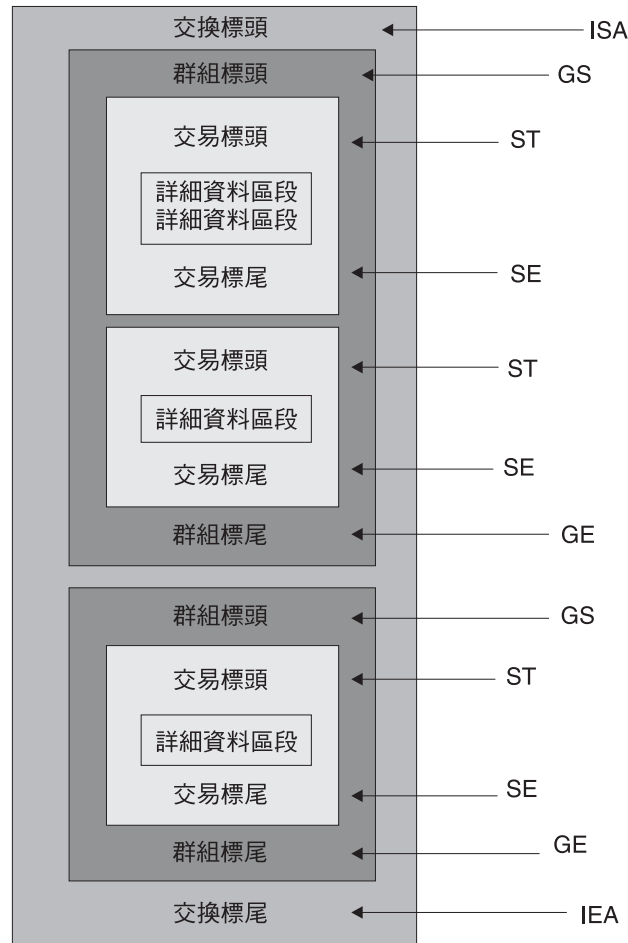 交換標頭 ISA
群組標頭 GS
交易標頭 ST
詳細資料區段
詳細資料區段
交易標尾 SE
交易標頭 ST
詳細資料區段
交易標尾 SE
群組標尾 GE
群組標頭 GS
交易標頭 ST
詳細資料區段
交易標尾 SE
群組標尾 GE
交換標尾 IEA